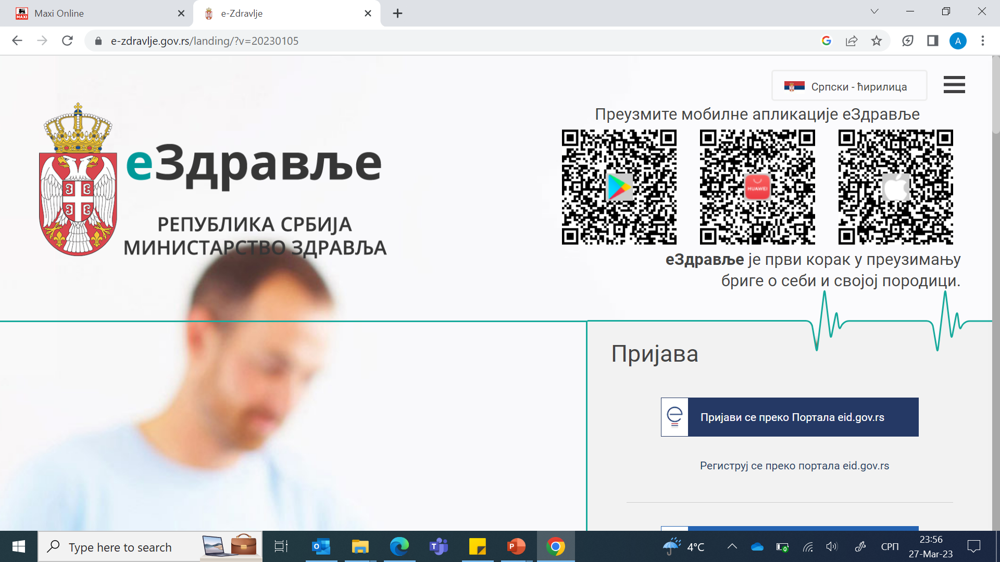 Maxi Online
e-Zdravlje
e-zdravlje.gov.rs/landing/?v=20230105
A
Српски - ћирилица
Преузмите мобилне апликације еЗдравље
HUAWEI
еЗдравље
РЕПУБЛИКА СРБИЈА
МИНИСТАРСТВО ЗДРАВЉА
еЗдравље је први корак у преузимању
бриге о себи и својој породици.
Пријава
Пријави се преко Портала eid.gov.rs
Региструј се преко портала eid.gov.rs
Type here to search
4°C
СРП
23:56
27-Mar-23